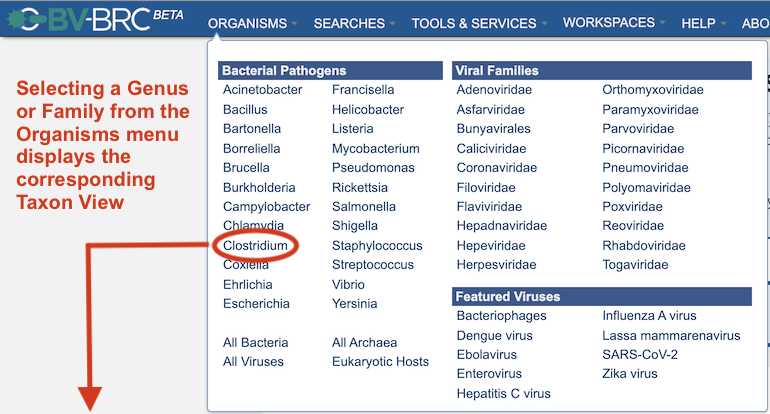 BV-BRC BETA
ORGANISMS SEARCHES TOOLS & SERVICES WORKSPACES HELP ABO
Selecting a Genus
or Family from the
Organisms menu
displays the
corresponding
Taxon View
Bacterial Pathogens
Acinetobacter Francisella
Bacillus Helicobacter
Bartonella Listeria
Borreliella Mycobacterium
Brucella Pseudomonas
Burkholderia Rickettsia
Campylobacter Salmonella
Chlamydia Shigella
Clostridium Staphylococcus
Coxiella Streptococcus
Ehrlichia Vibrio
Escherichia Yersinia
All Bacteria All Archaea
All Viruses Eukaryotic Hosts
Viral Families
Adenoviridae Orthomyxoviridae
Asfarviridae Paramyxoviridae
Bunyavirales Parvoviridae
Caliciviridae Picornaviridae
Coronaviridae Pneumoviridae
Filoviridae Polyomaviridae
Flaviviridae Poxviridae
Hepadnaviridae Reoviridae
Hepeviridae Rhabdoviridae
Herpesviridae Togaviridae
Featured Viruses
Bacteriophages Influenza A virus
Dengue virus Lassa mammarenavirus
Ebolavirus SARS-CoV-2
Enterovirus Zika virus
Hepatitis C virus